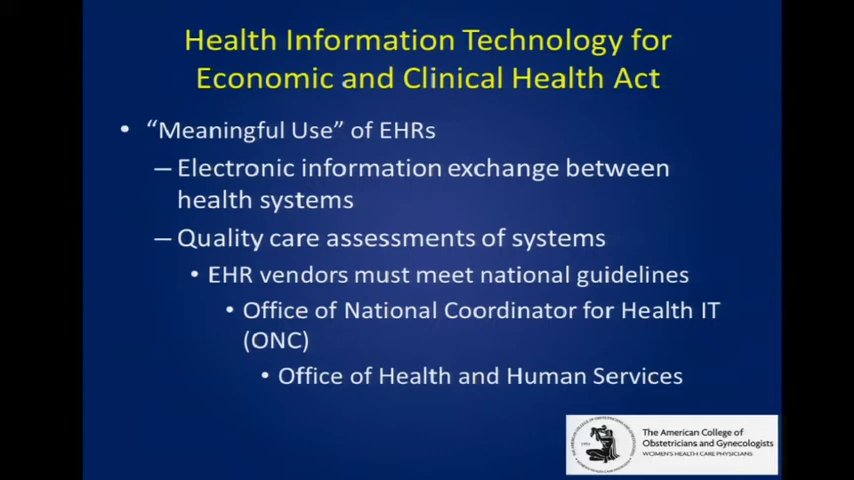 Health Information Technology for
Economic and Clinical Health Act
• “Meaningful Use” of EHRs
– Electronic information exchange between
health systems
– Quality care assessments of systems
• EHR vendors must meet national guidelines
• Office of National Coordinator for Health IT
(ONC)
• Office of Health and Human Services
The American College of
Obstetricians and Gynecologists
WOMEN'S HEALTH CARE PHYSICIANS